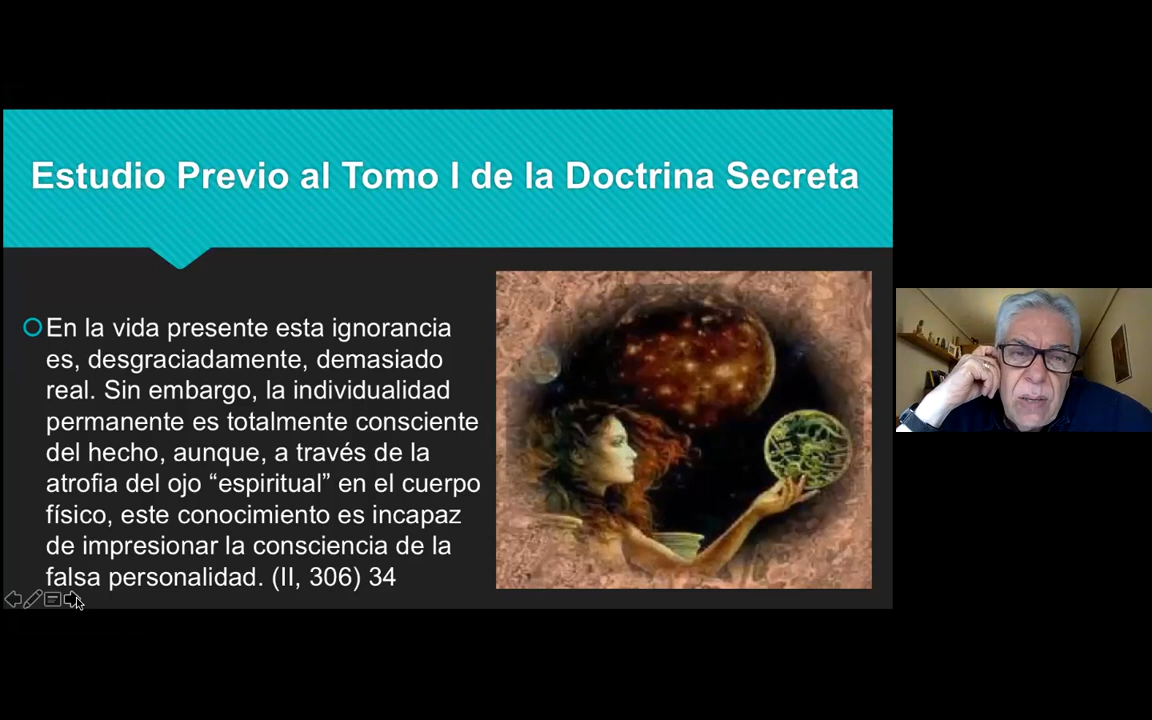 Estudio Previo al Tomo I de la Doctrina Secreta
En la vida presente esta ignorancia
es, desgraciadamente, demasiado
real. Sin embargo, la individualidad
permanente es totalmente consciente
del hecho, aunque, a través de la
atrofia del ojo “espiritual” en el cuerpo
físico, este conocimiento es incapaz
de impresionar la consciencia de la
falsa personalidad. (II, 306) 34